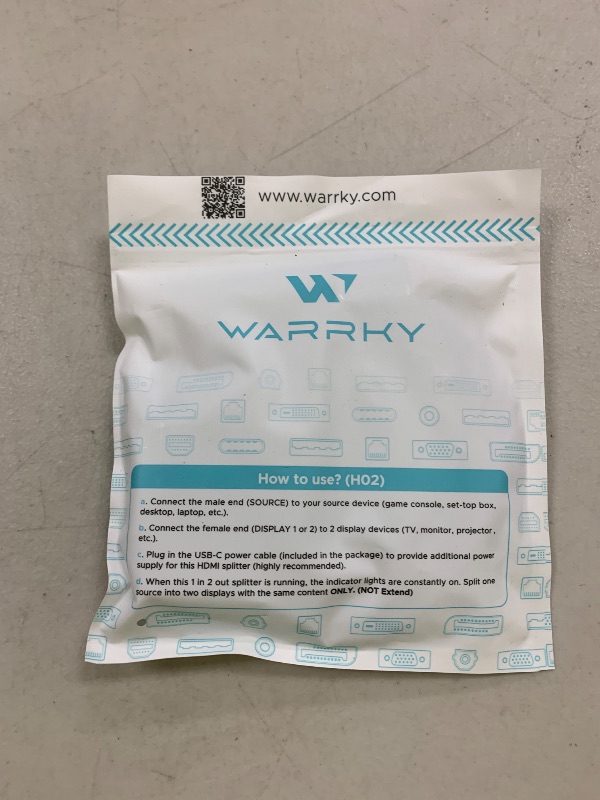 www.warrky.com
WARRKY
How to use? (H02)
a. Connect the male end (SOURCE) to your source device (game console, set-top box,
desktop, laptop, etc.).
b. Connect the female end (DISPLAY 1 or 2) to 2 display devices (TV, monitor, projector,
etc.).
c. Plug in the USB-C power cable (included in the package) to provide additional power
supply for this HDMI splitter (highly recommended).
d. When this 1 in 2 out splitter is running, the indicator lights are constantly on. Split one
source into two displays with the same content ONLY. (NOT Extend)